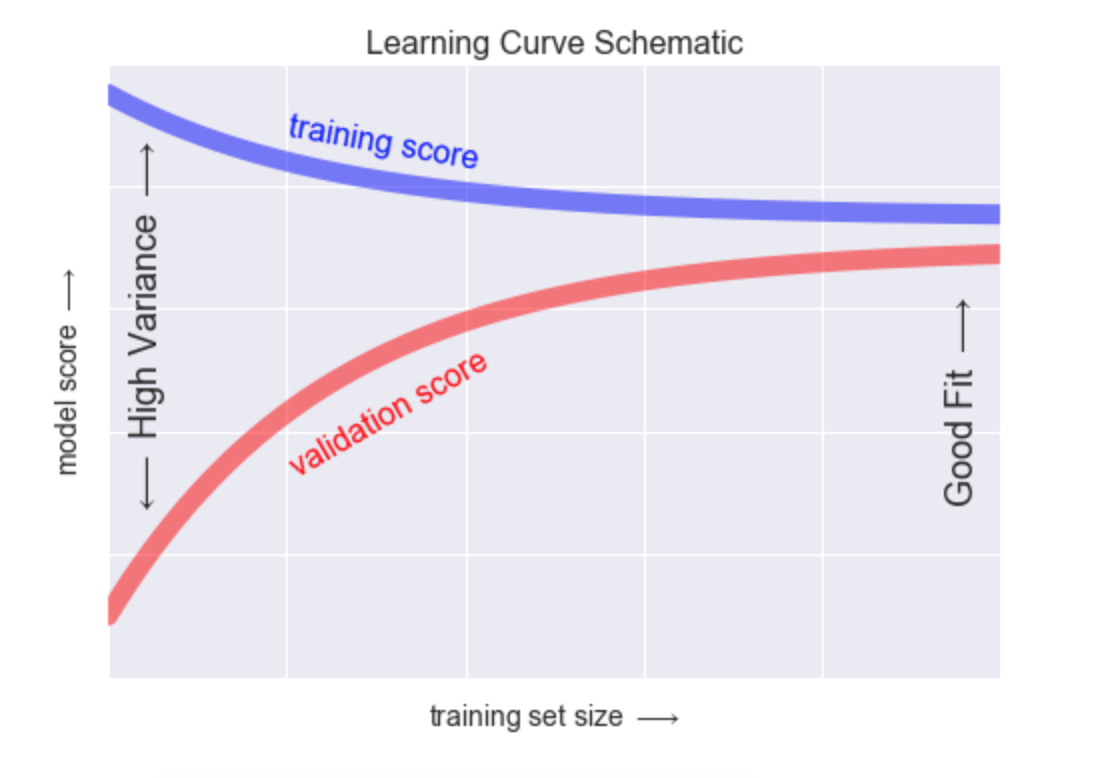 Learning Curve Schematic
training score
← High Variance →
model score →
validation score
Good Fit →
training set size →